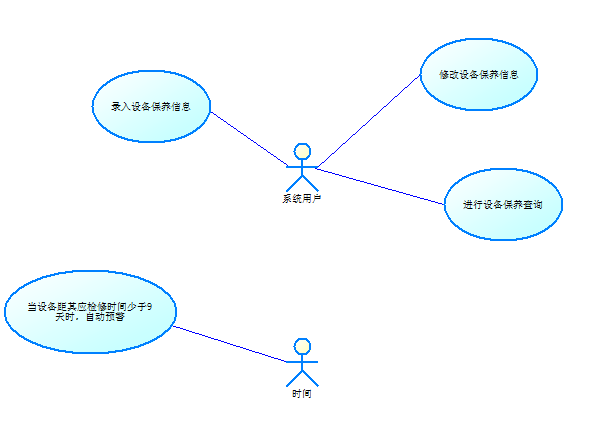 修改设备保养信息
录入设备保养信息
系统用户
进行设备保养查询
当设备距其应检修时间少于9
天时，自动预警
时间